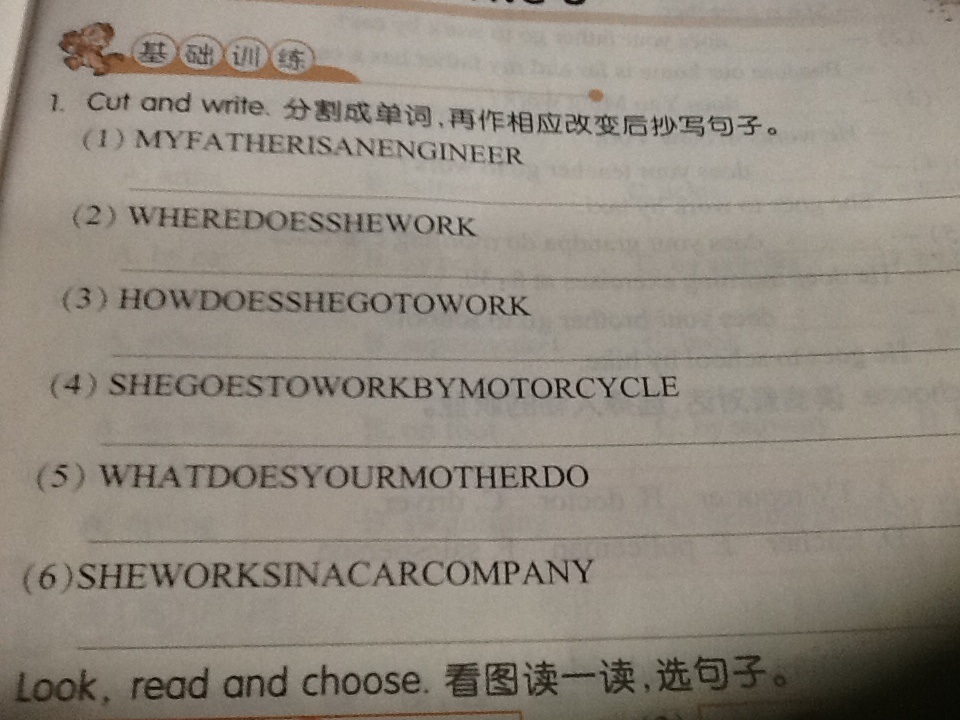 基础训练
1. Cut and write. 分割成单词,再作相应改变后抄写句子。
(1) MYFATHERISANENGINEER
(2) WHEREDOESSHEWORK
(3) HOWDOESSHEGOTOWORK
(4) SHEGOESTOWORKBYMOTORCYCLE
(5) WHATDOESYOURMOTHERDO
(6)SHEWORKSINACARCOMPANY
Look, read and choose. 看图读一读,选句子。